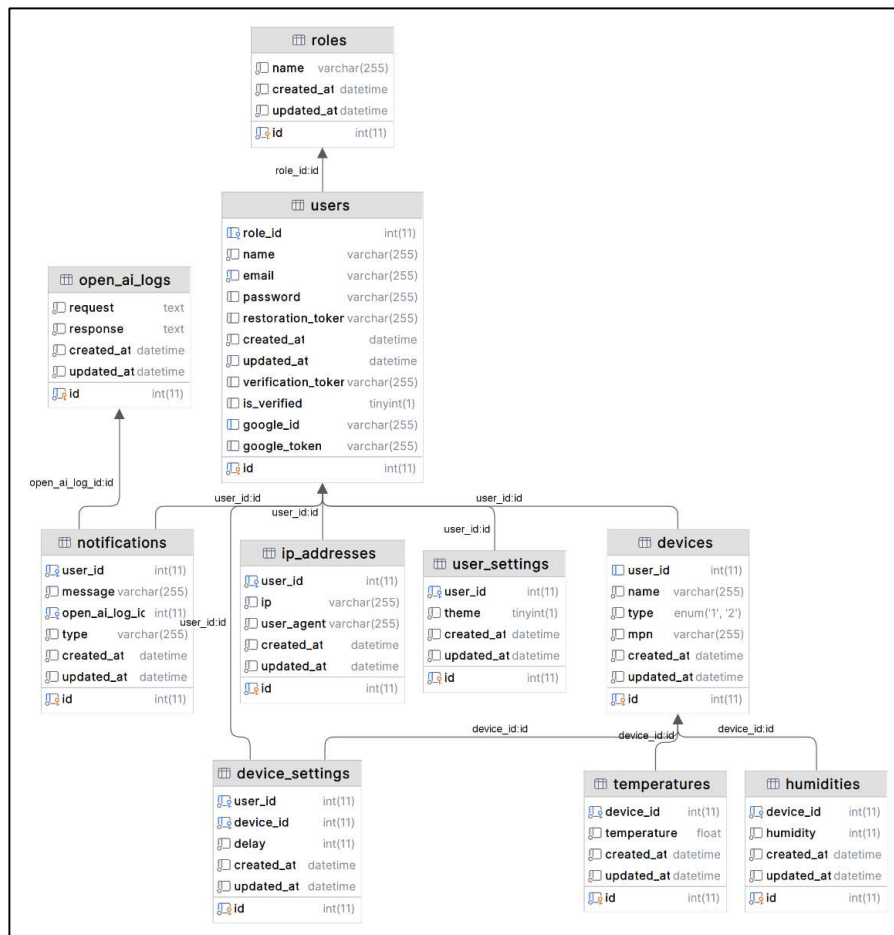 roles
name varchar(255)
created_at datetime
updated_at datetime
id int(11)
role_id:id
users
role_id int(11)
name varchar(255)
email varchar(255)
password varchar(255)
restoration_token varchar(255)
created_at datetime
updated_at datetime
verification_token varchar(255)
is_verified tinyint(1)
google_id varchar(255)
google_token varchar(255)
id int(11)
open_ai_logs
request text
response text
created_at datetime
updated_at datetime
id int(11)
open_ai_log_id:id
user_id:id
user_id:id
user_id:id
user_id:id
user_id:id
notifications
user_id int(11)
message varchar(255)
open_ai_log_id int(11)
type varchar(255)
created_at datetime
updated_at datetime
id int(11)
ip_addresses
user_id int(11)
ip varchar(255)
user_agent varchar(255)
created_at datetime
updated_at datetime
id int(11)
user_settings
user_id int(11)
theme tinyint(1)
created_at datetime
updated_at datetime
id int(11)
devices
user_id int(11)
name varchar(255)
type enum('1', '2')
mpn varchar(255)
created_at datetime
updated_at datetime
id int(11)
device_id:id
device_id:id
device_id:id
device_settings
user_id int(11)
device_id int(11)
delay int(11)
created_at datetime
updated_at datetime
id int(11)
temperatures
device_id int(11)
temperature float
created_at datetime
updated_at datetime
id int(11)
humidities
device_id int(11)
humidity int(11)
created_at datetime
updated_at datetime
id int(11)